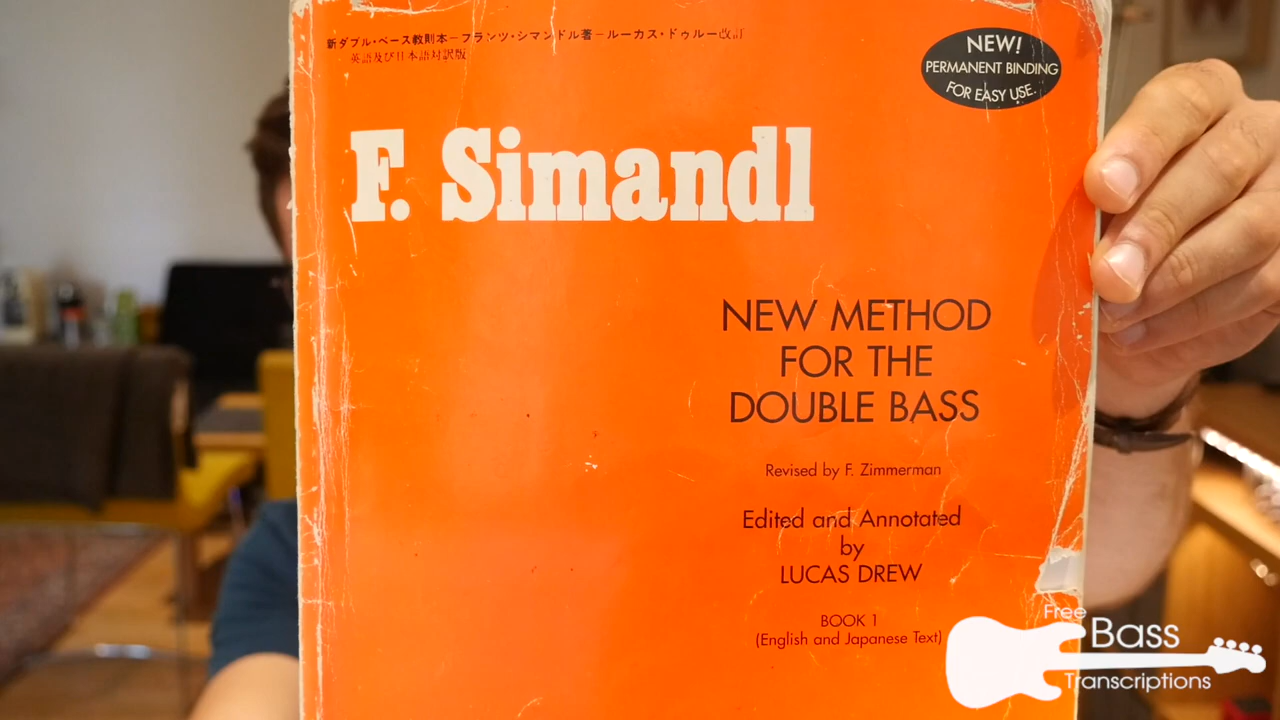 新ダブル・ベース教則本－フランツ・シマンドル著－ルーカス・ドゥルー改訂
英語及び日本語対訳版
NEW!
PERMANENT BINDING
FOR EASY USE.
F. Simandl
NEW METHOD
FOR THE
DOUBLE BASS
Revised by F. Zimmerman
Edited and Annotated
by
LUCAS DREW
BOOK 1
(English and Japanese Text)
Free
Bass
Transcriptions